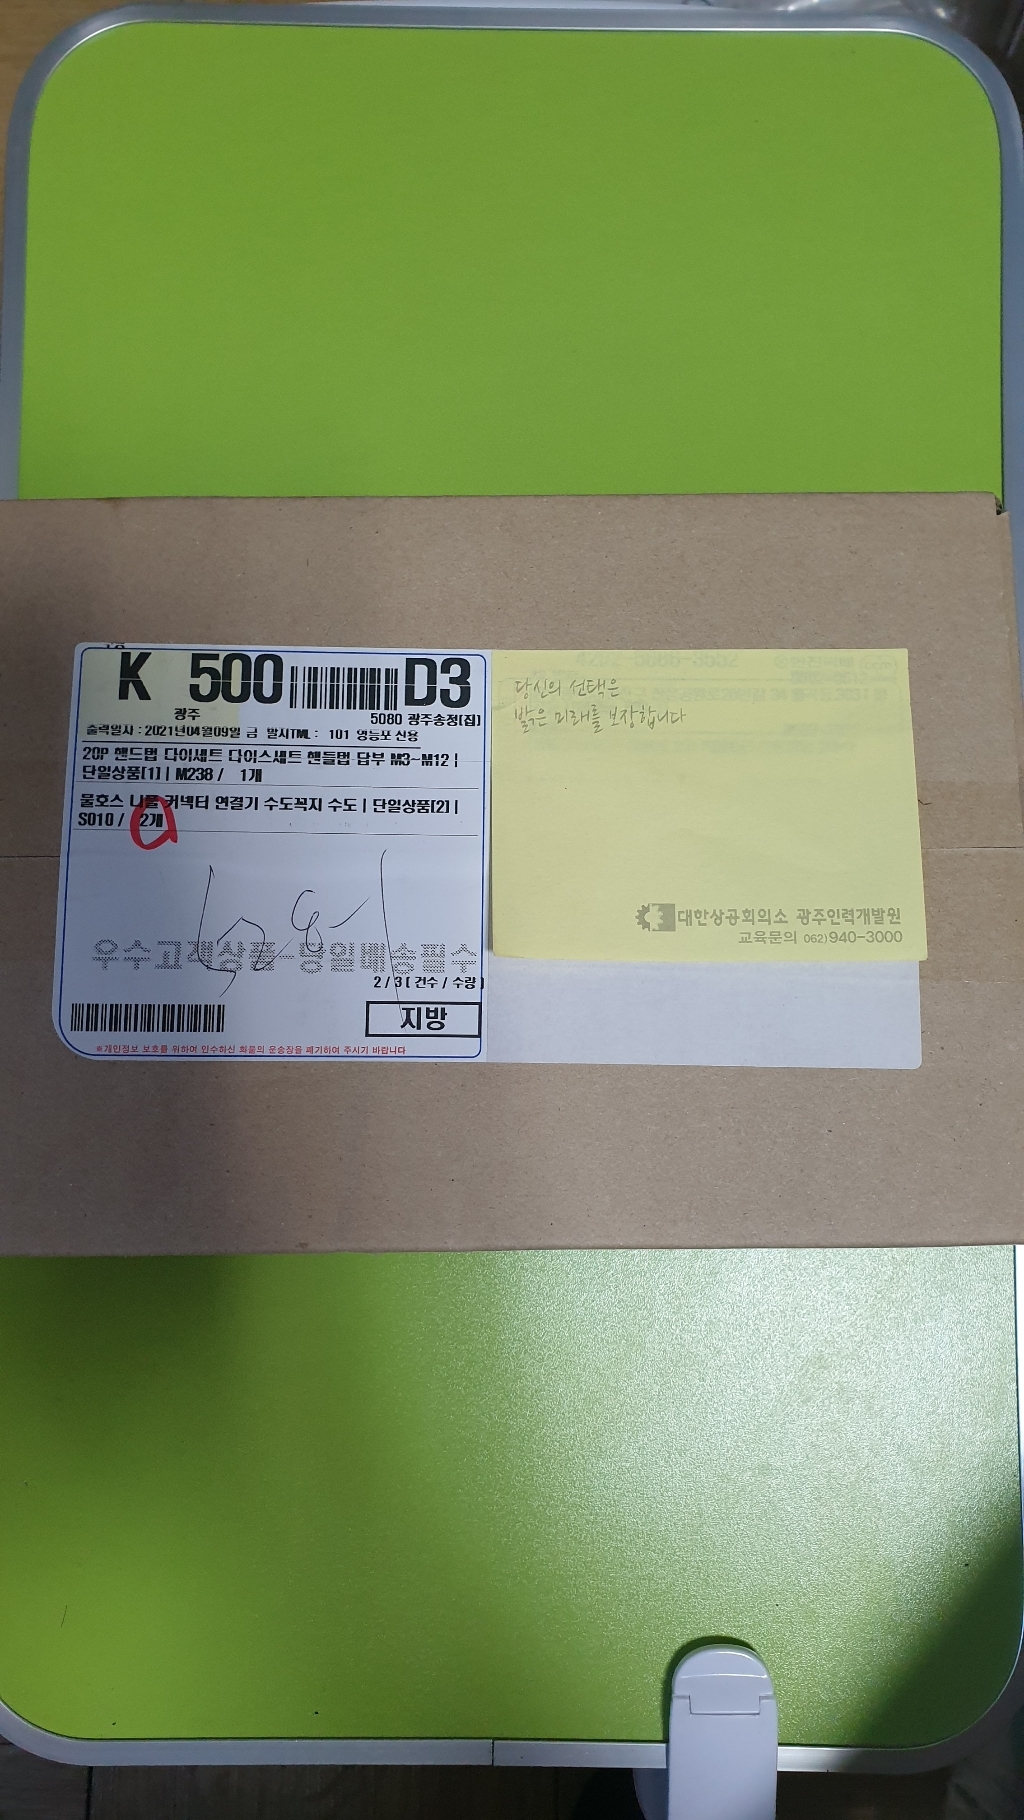 K 500 D3
광주
5080 광주송정[집]
출력일자 : 2021년04월09일 금 발지TML : 101 영등포 신용
20P 핸드탭 다이세트 다이스세트 핸들탭 탭부 M3~M12 |
단일상품[1] | M238 / 1개
물호스 니플 커넥터 연결기 수도꼭지 수도 | 단일상품[2] |
S010 / 2개
우수고객상품-당일배송필수
2 / 3 [ 건수 / 수량 ]
지방
※개인정보 보호를 위하여 인수하신 화물의 운송장을 폐기하여 주시기 바랍니다
당신의 선택은
밝은 미래를 보장합니다
대한상공회의소 광주인력개발원
교육문의 062)940-3000